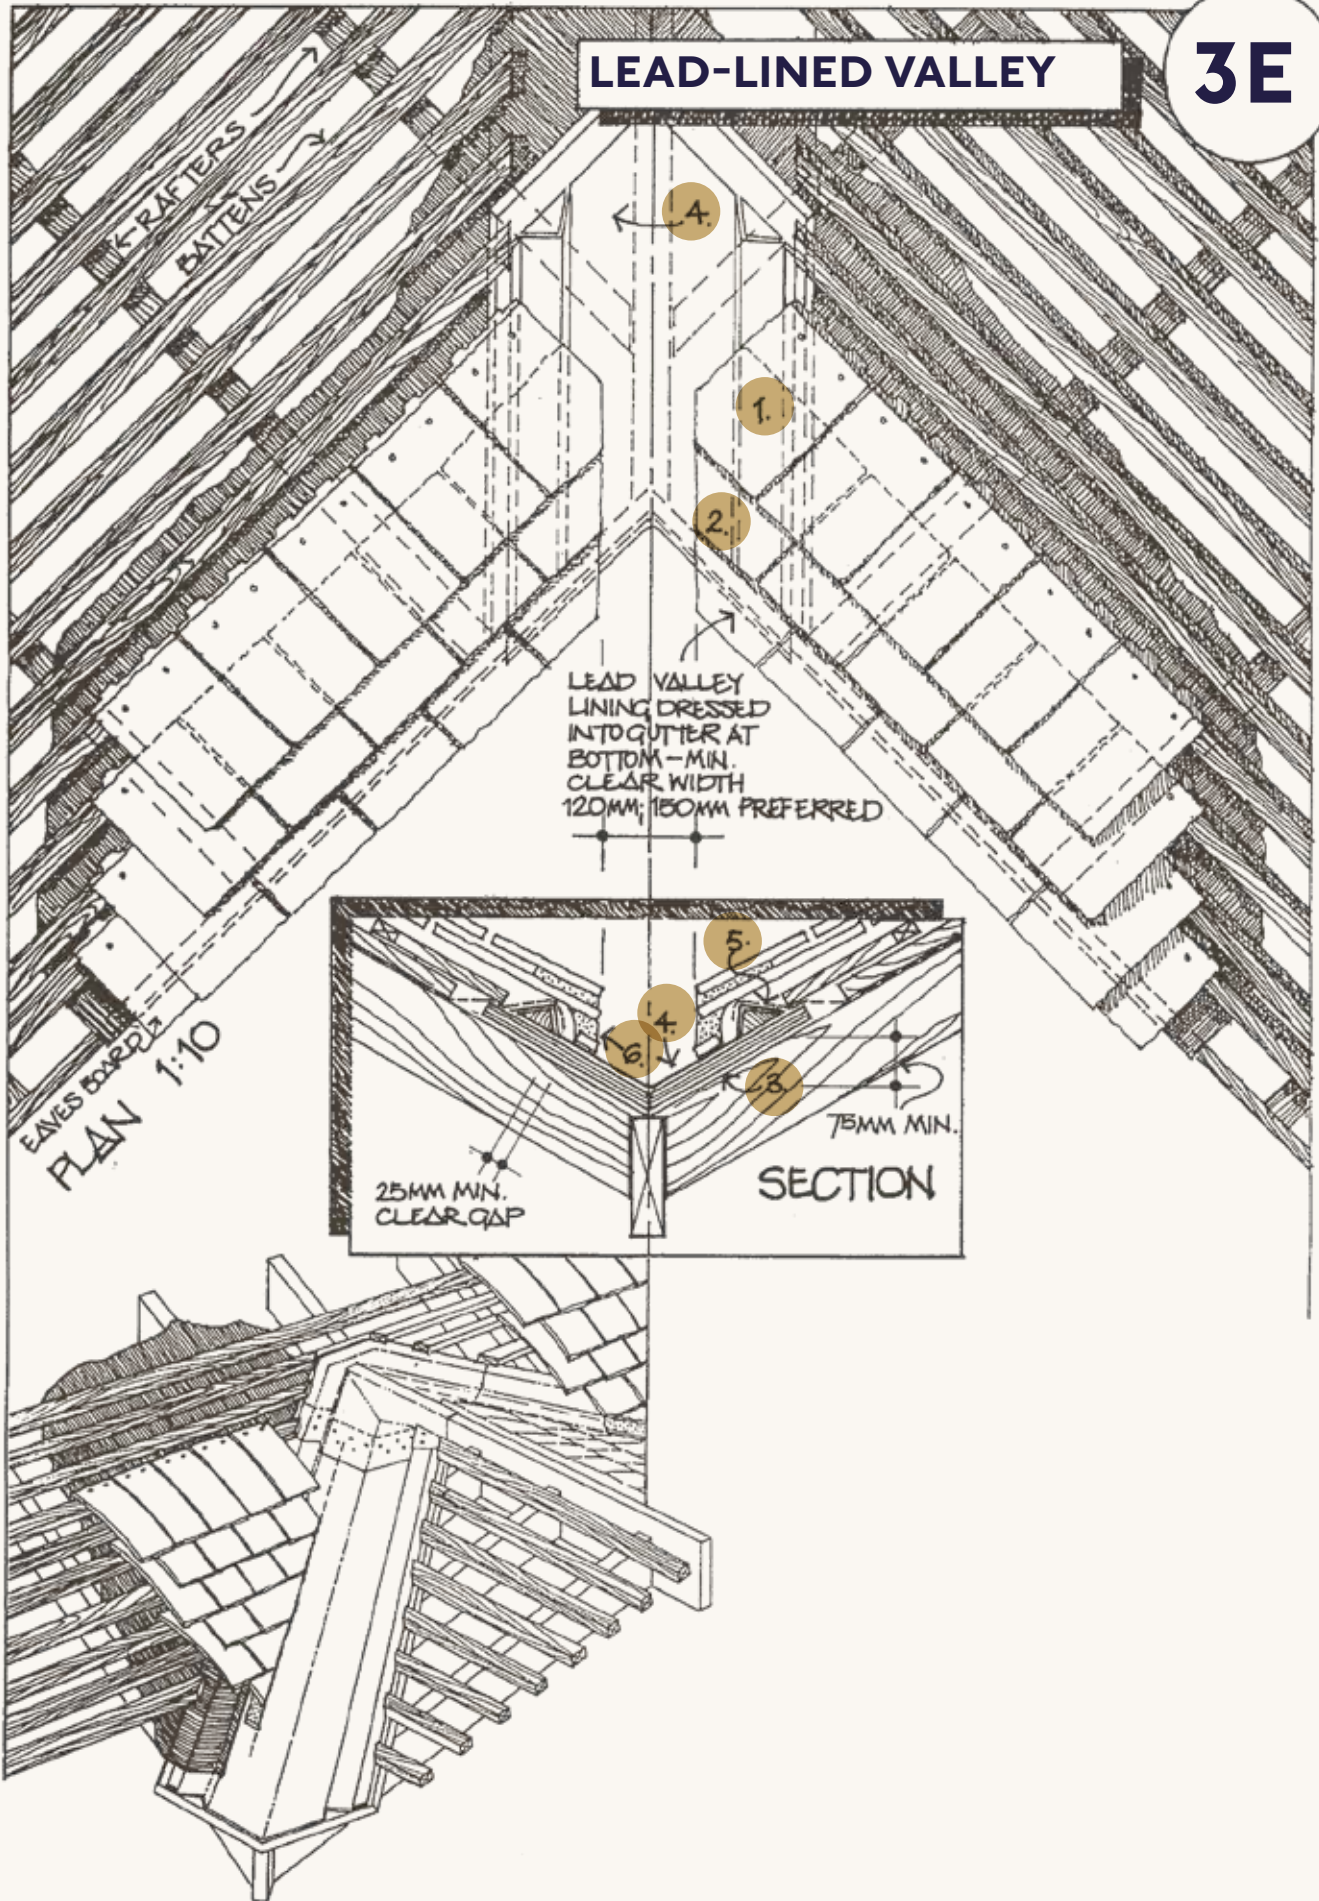 LEAD-LINED VALLEY
3E
RAFTERS
BATTENS
4.
1.
2.
LEAD VALLEY
LINING DRESSED
INTO GUTTER AT
BOTTOM-MIN.
CLEAR WIDTH
120MM; 150MM PREFERRED
5.
4.
6.
3.
75MM MIN.
25MM MIN.
CLEAR GAP
SECTION
EAVES BOARD
PLAN 1:10